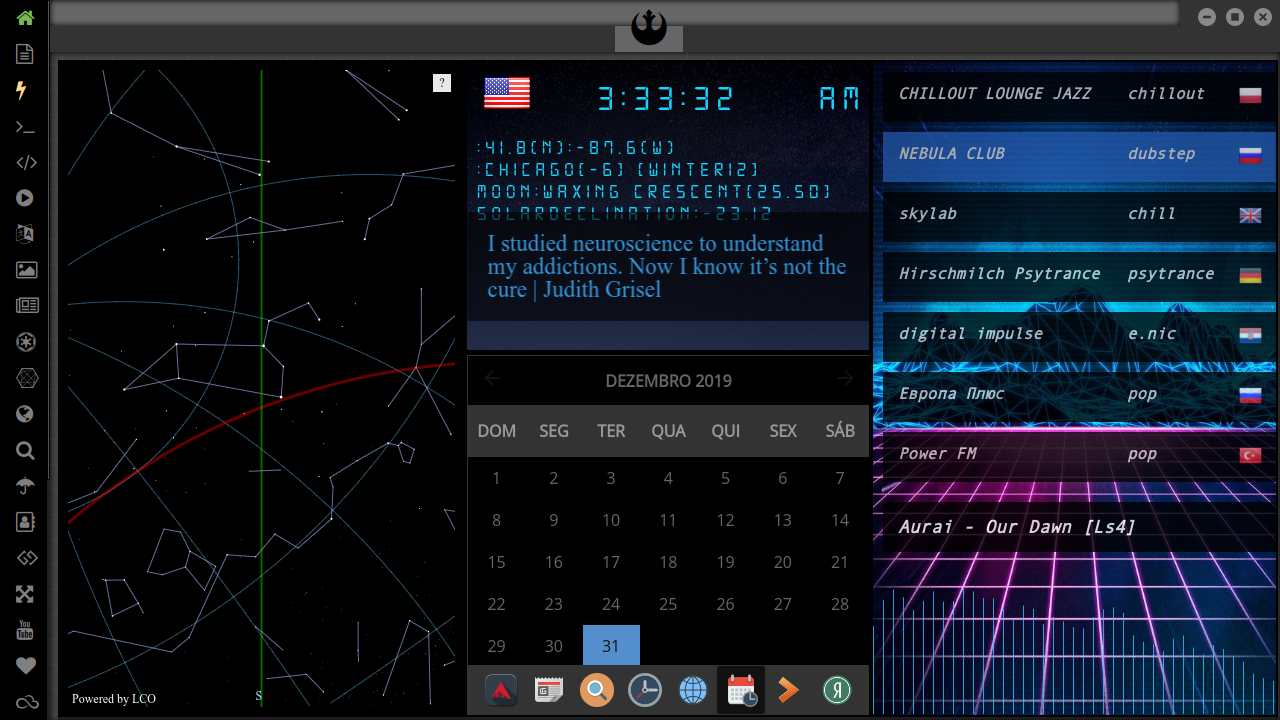 ?
Powered by LCO
S
3:33:32 AM
:41.8(N):-87.6(W)
:CHICAGO(-6) (WINTER12)
MOON:WAXING CRESCENT(25.50)
SOLARDECLINATION:-23.12
I studied neuroscience to understand
my addictions. Now I know it’s not the
cure | Judith Grisel
DEZEMBRO 2019
DOM SEG TER QUA QUI SEX SÁB
1 2 3 4 5 6 7
8 9 10 11 12 13 14
15 16 17 18 19 20 21
22 23 24 25 26 27 28
29 30 31
Я
CHILLOUT LOUNGE JAZZ chillout
NEBULA CLUB dubstep
skylab chill
Hirschmilch Psytrance psytrance
digital impulse e.nic
Европа Плюс pop
Power FM pop
Aurai - Our Dawn [Ls4]
You
Tube